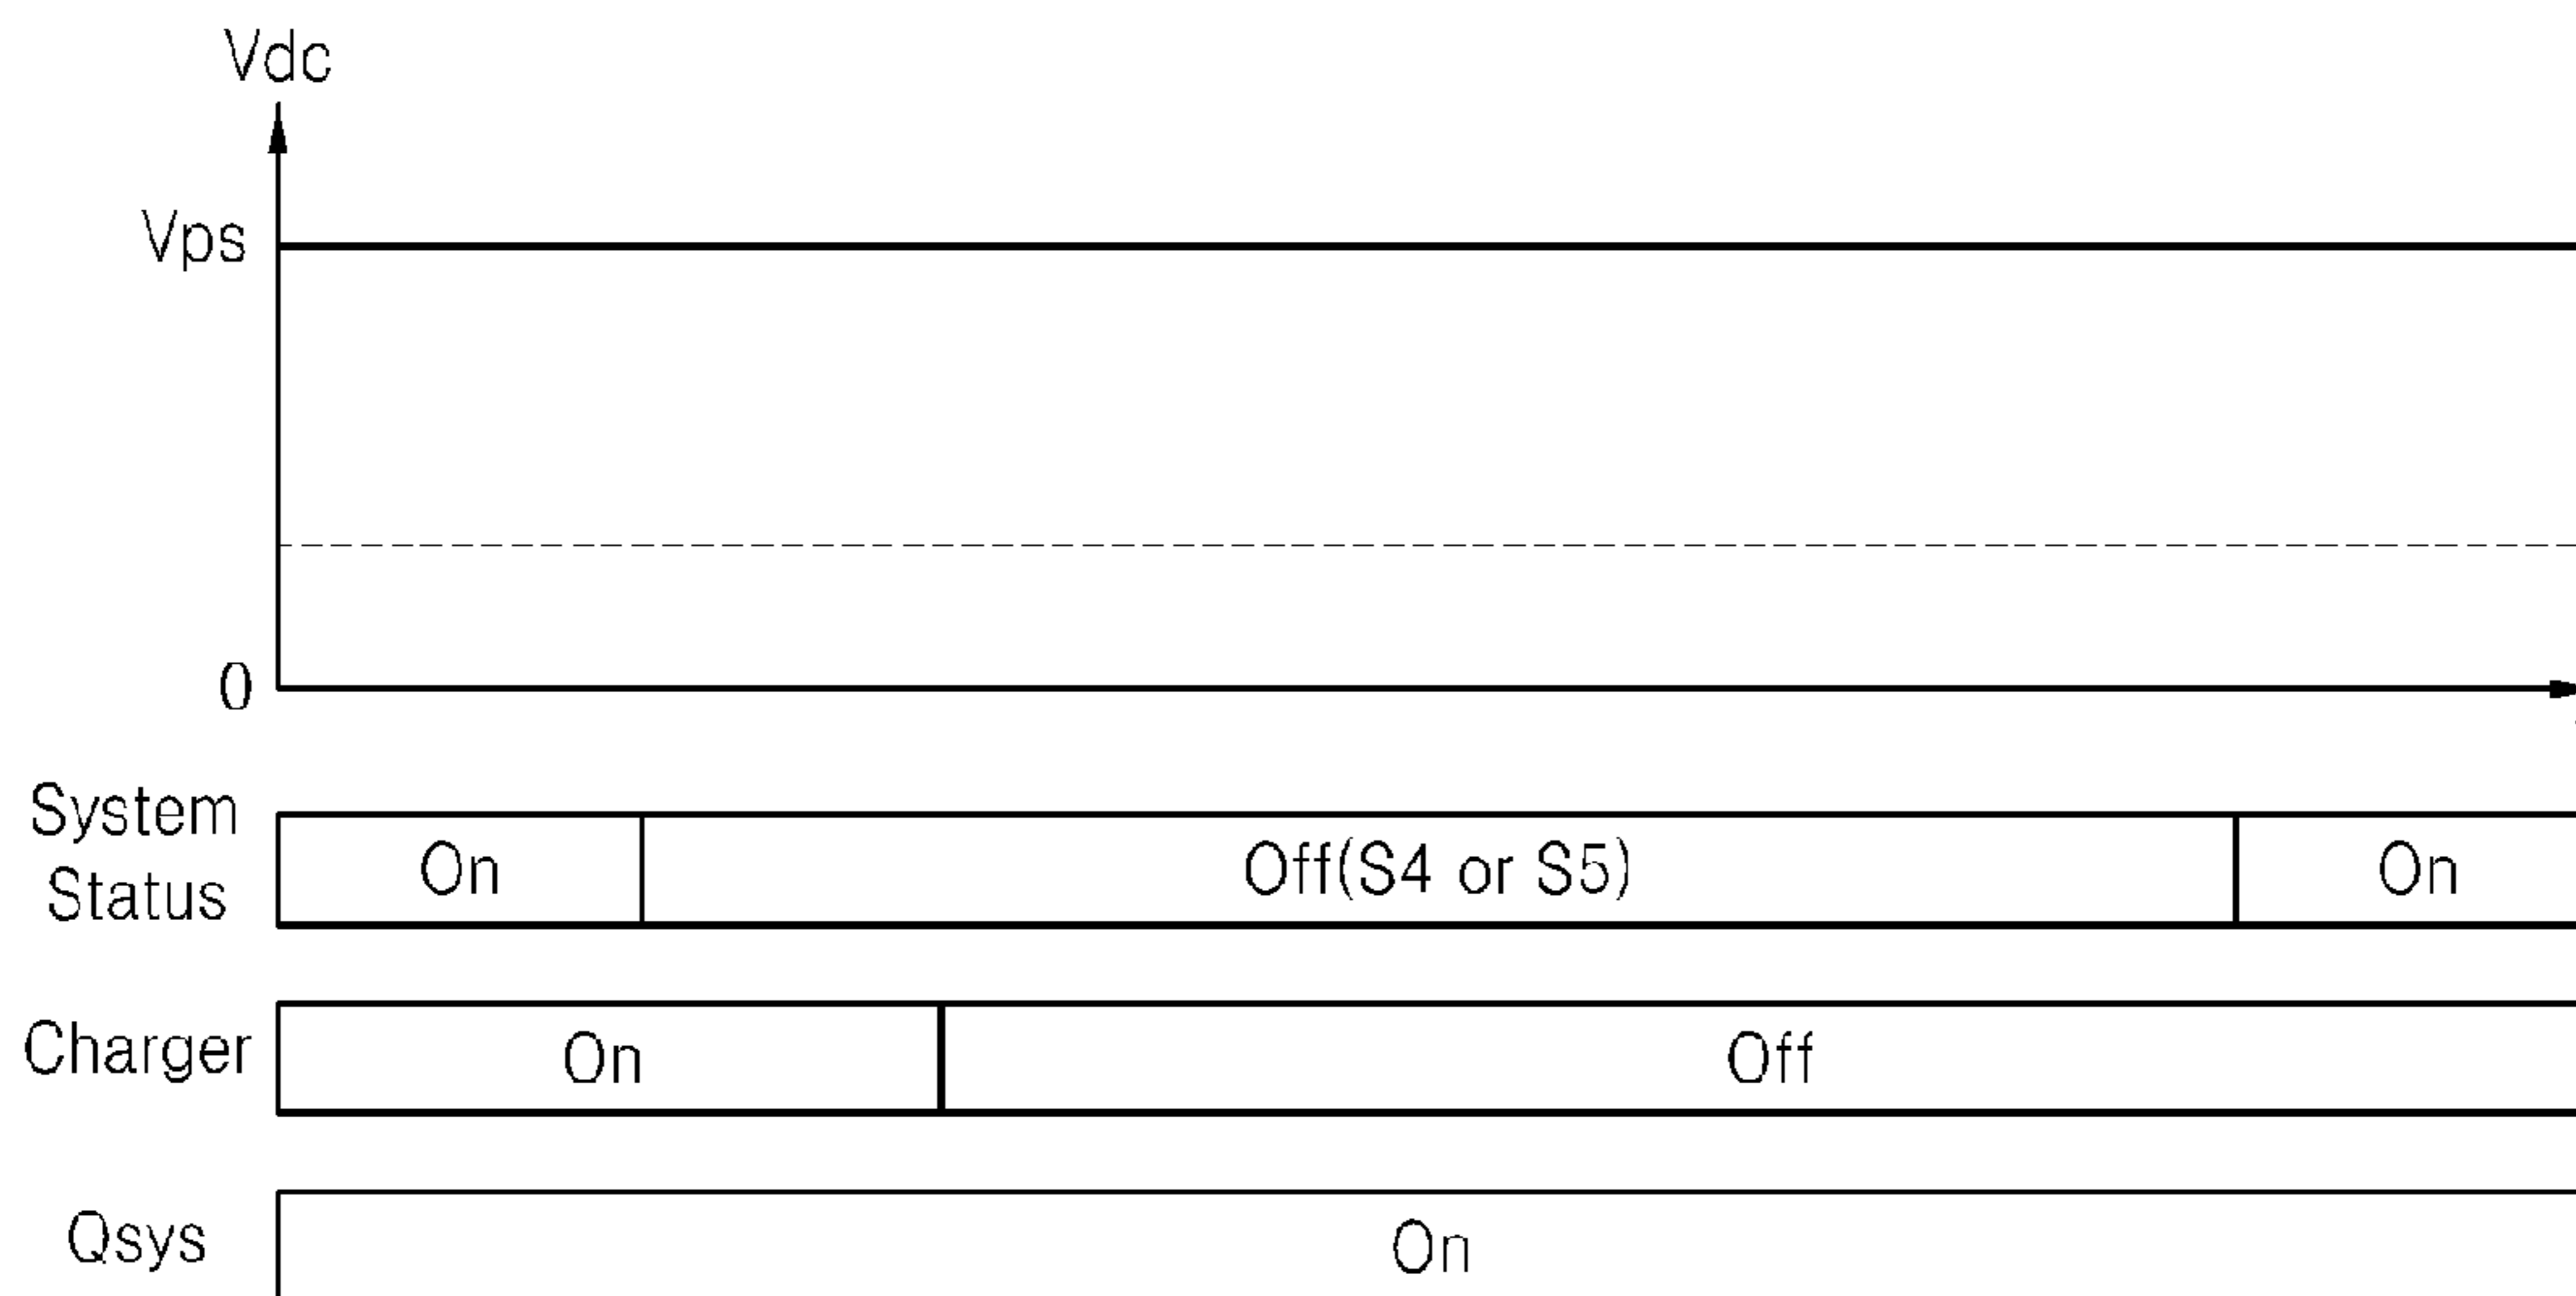 Vdc
Vps
0
System
Status
On
Off(S4 or S5)
On
Charger
On
Off
Qsys
On